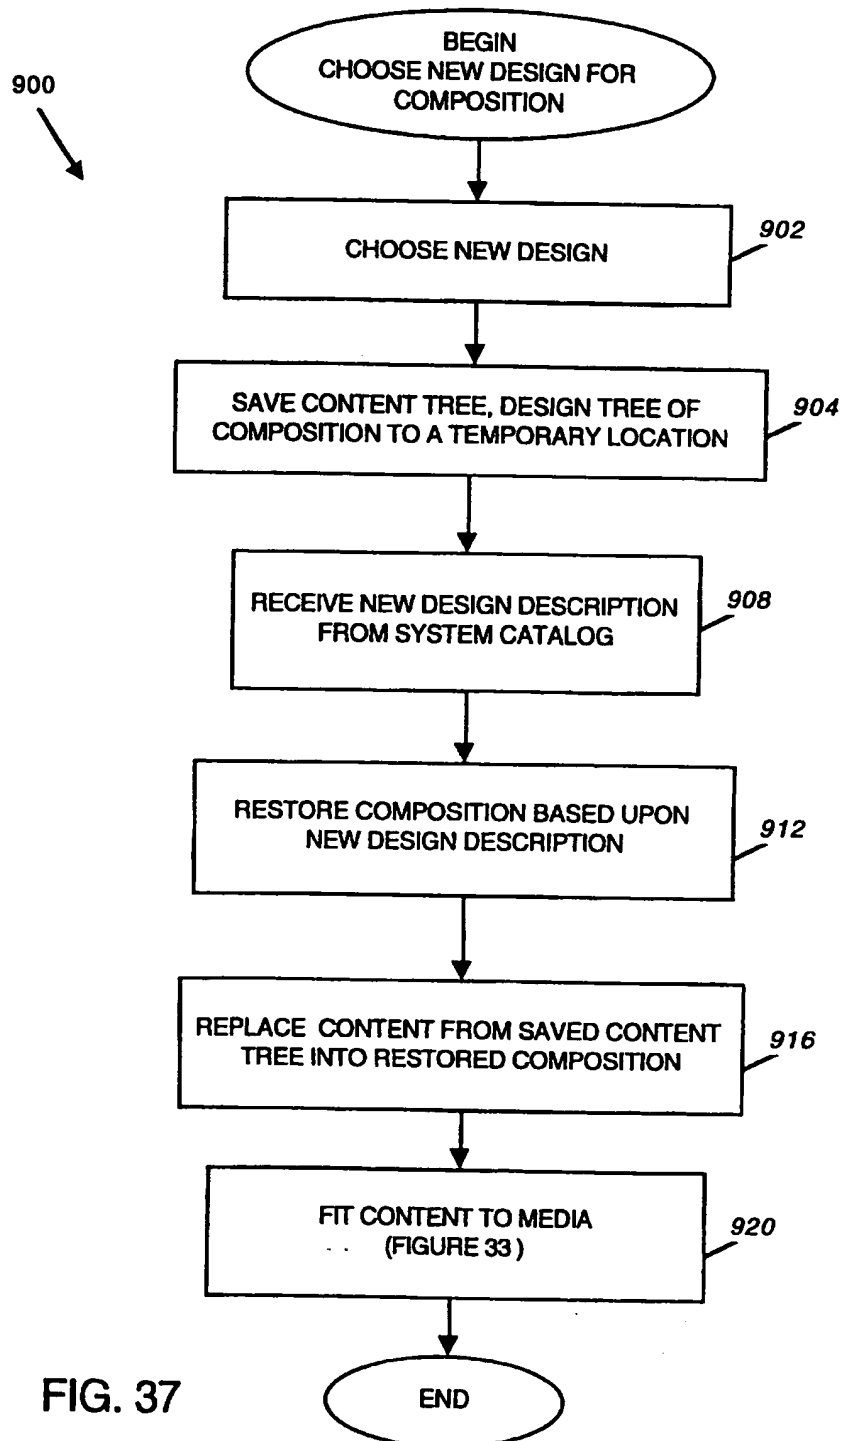 BEGIN
CHOOSE NEW DESIGN FOR
COMPOSITION
900
CHOOSE NEW DESIGN
902
SAVE CONTENT TREE, DESIGN TREE OF
COMPOSITION TO A TEMPORARY LOCATION
904
RECEIVE NEW DESIGN DESCRIPTION
FROM SYSTEM CATALOG
908
RESTORE COMPOSITION BASED UPON
NEW DESIGN DESCRIPTION
912
REPLACE CONTENT FROM SAVED CONTENT
TREE INTO RESTORED COMPOSITION
916
FIT CONTENT TO MEDIA
(FIGURE 33)
920
END
FIG. 37